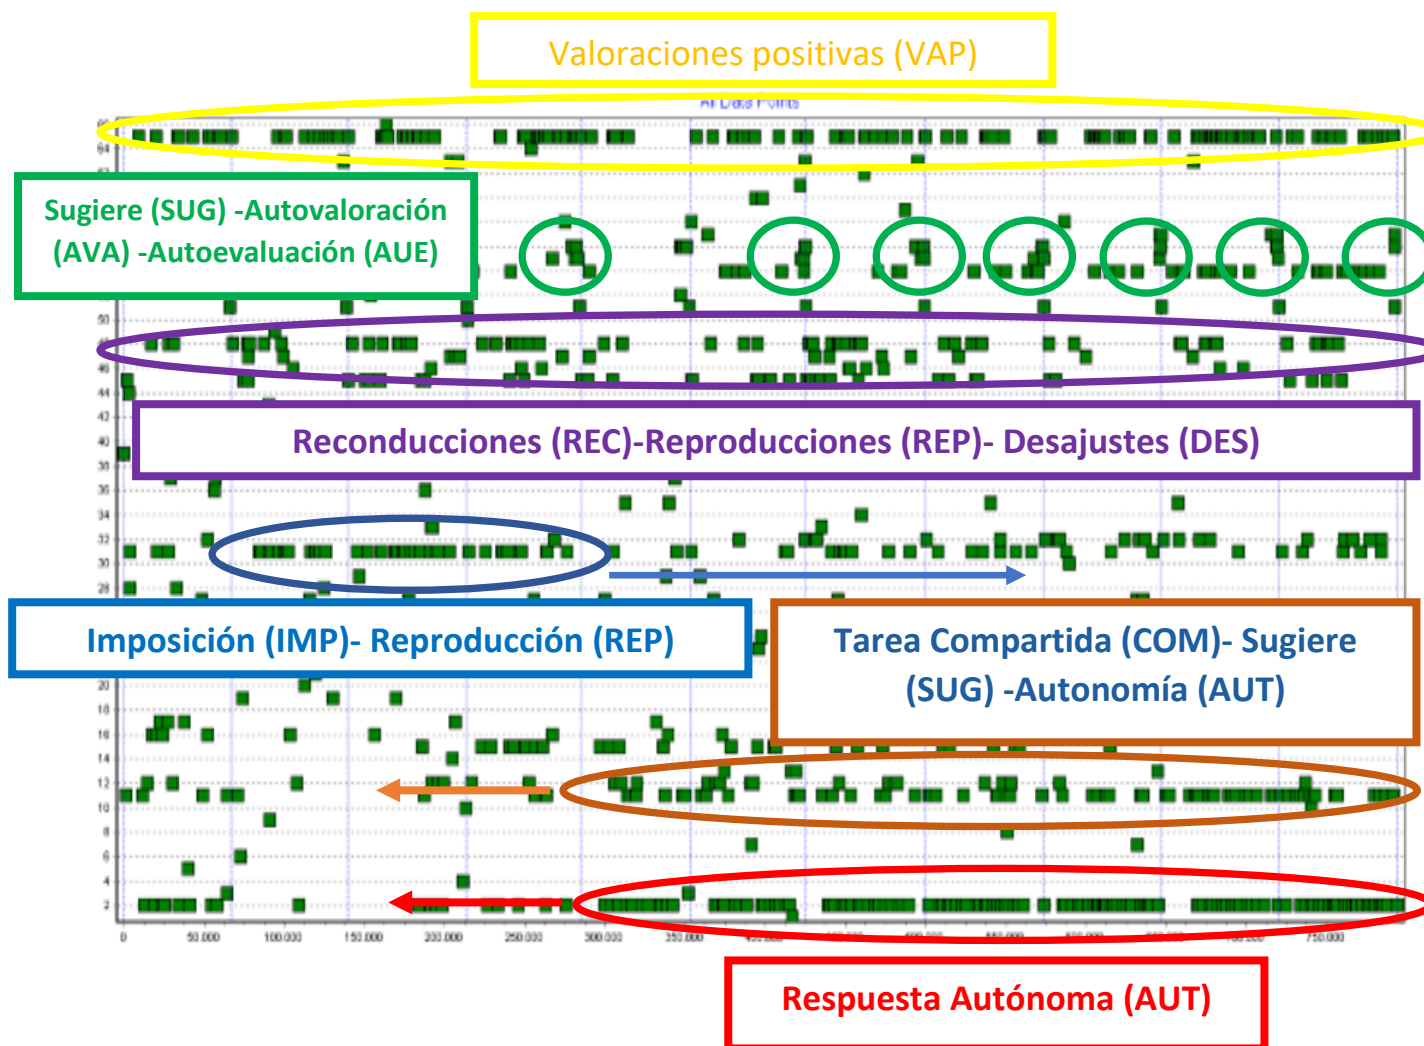 Valoraciones positivas (VAP)
All Data Points
66
64
62
Sugiere (SUG) -Autovaloración
(AVA) -Autoevaluación (AUE)
50
48
46
44
42
40
Reconducciones (REC)-Reproducciones (REP)- Desajustes (DES)
36
34
32
30
28
Imposición (IMP)- Reproducción (REP)
Tarea Compartida (COM)- Sugiere
(SUG) -Autonomía (AUT)
20
18
16
14
12
10
8
6
4
2
0 50.000 100.000 150.000 200.000 250.000 300.000 350.000 750.000
Respuesta Autónoma (AUT)